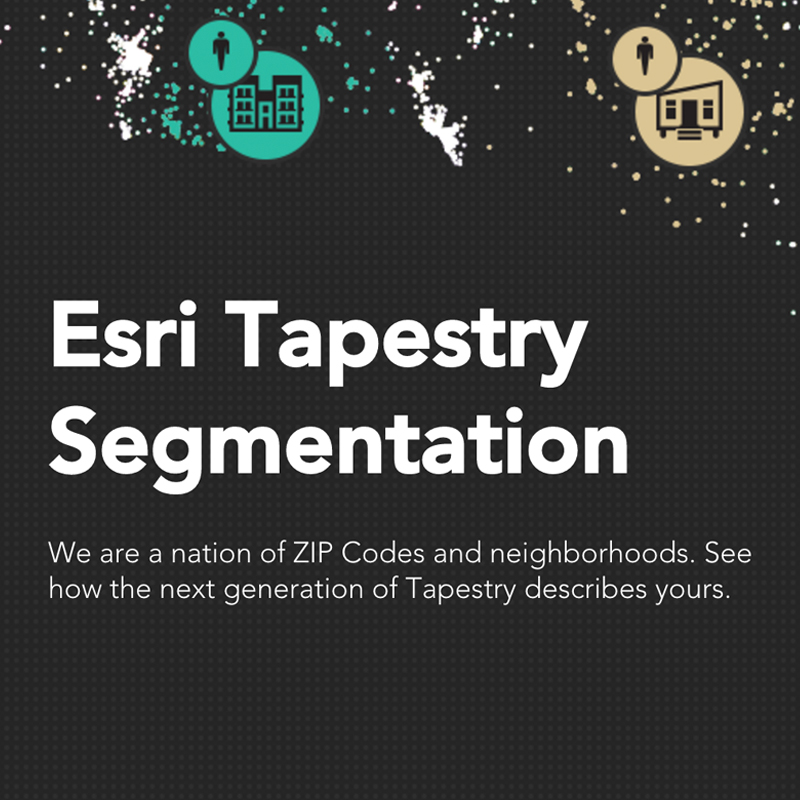 Esri Tapestry
Segmentation
We are a nation of ZIP Codes and neighborhoods. See
how the next generation of Tapestry describes yours.